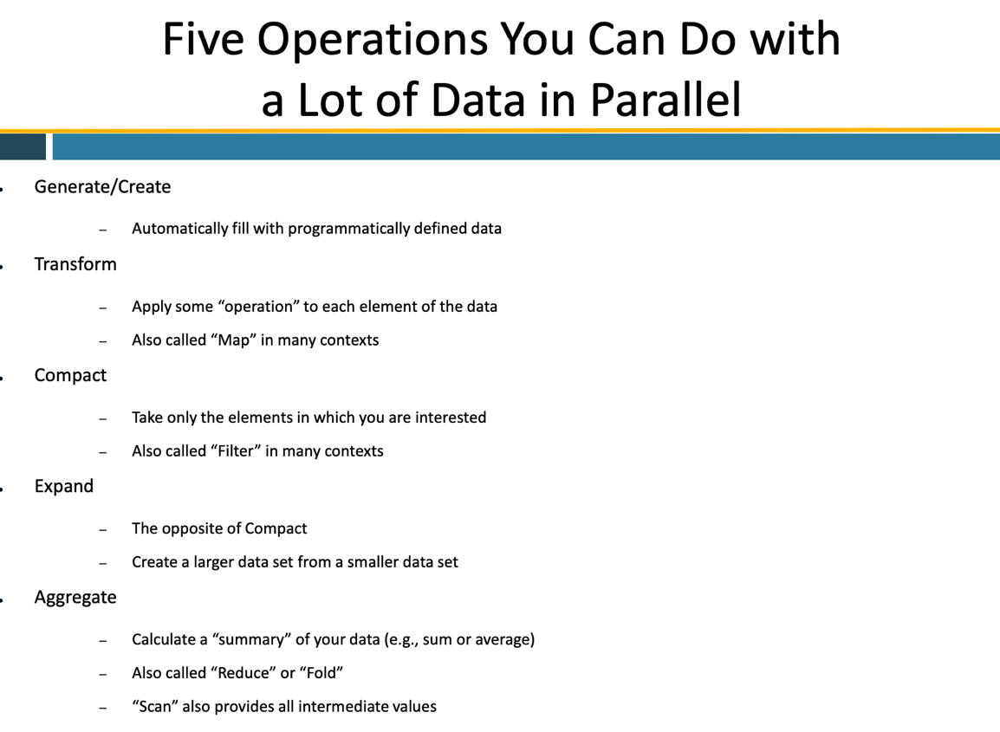 Five Operations You Can Do with
a Lot of Data in Parallel
• Generate/Create
– Automatically fill with programmatically defined data
• Transform
– Apply some “operation” to each element of the data
– Also called “Map” in many contexts
• Compact
– Take only the elements in which you are interested
– Also called “Filter” in many contexts
• Expand
– The opposite of Compact
– Create a larger data set from a smaller data set
• Aggregate
– Calculate a “summary” of your data (e.g., sum or average)
– Also called “Reduce” or “Fold”
– “Scan” also provides all intermediate values